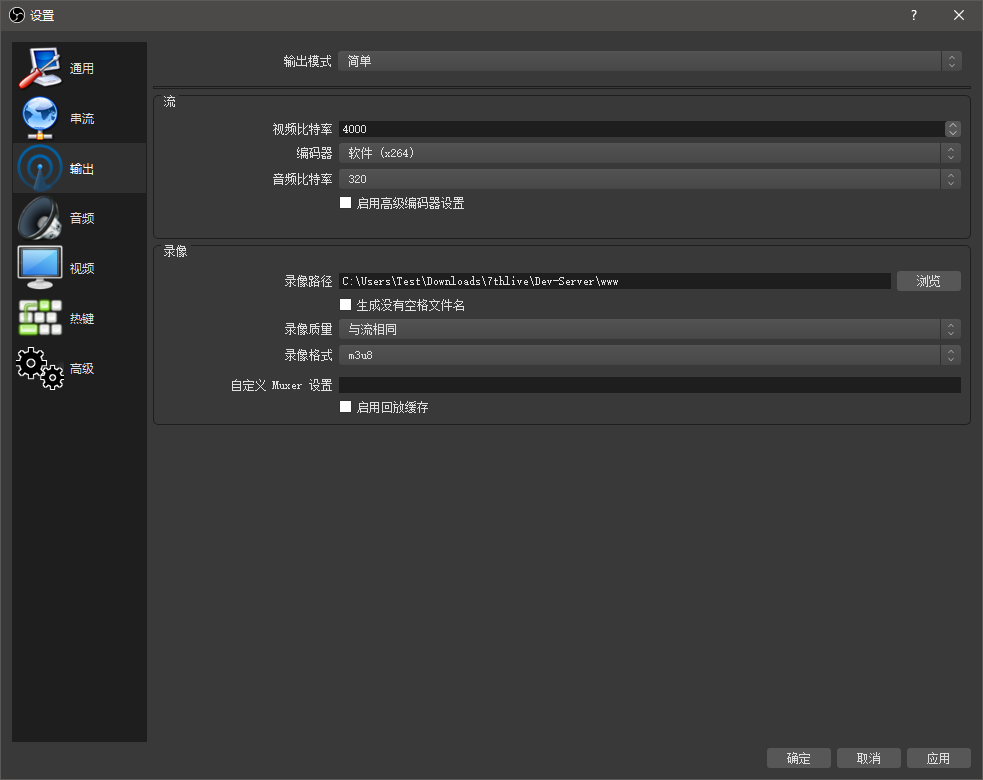 设置 ?
通用
串流
输出
音频
视频
热键
高级
输出模式 简单
流
视频比特率 4000
编码器 软件 (x264)
音频比特率 320
启用高级编码器设置
录像
录像路径 C:\Users\Test\Downloads\7thlive\Dev-Server\www 浏览
生成没有空格文件名
录像质量 与流相同
录像格式 m3u8
自定义 Muxer 设置
启用回放缓存
确定 取消 应用